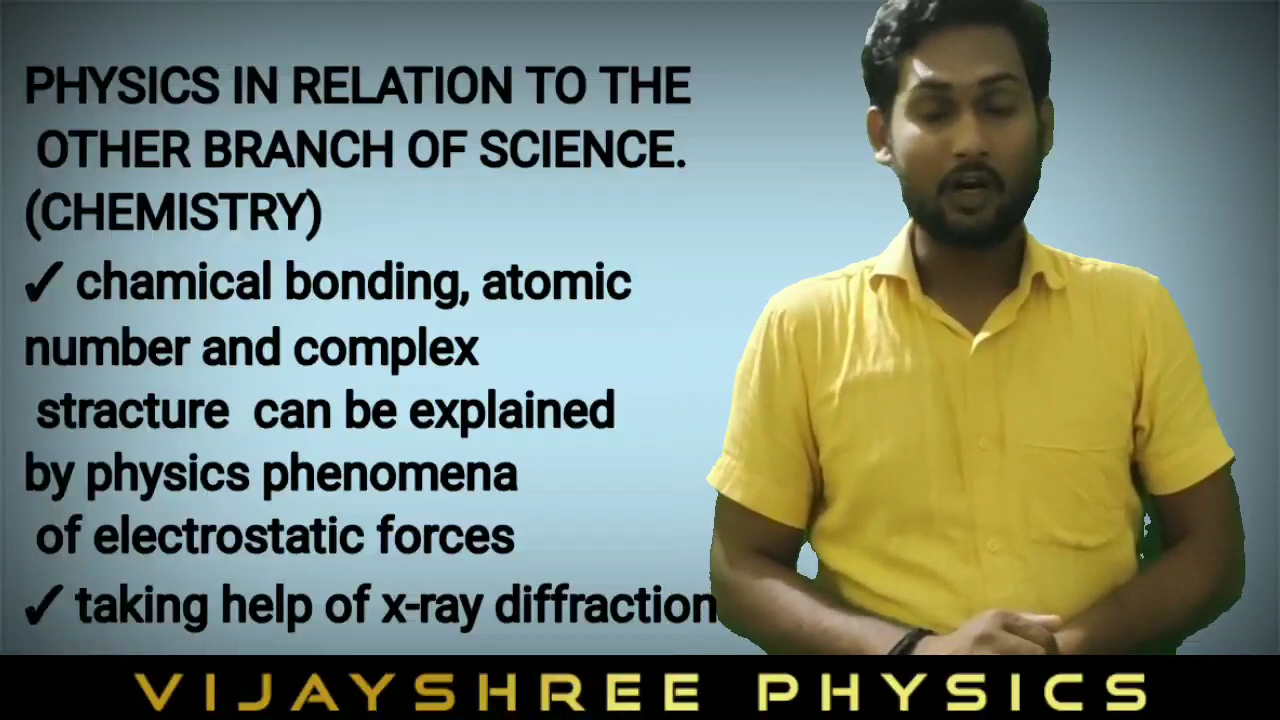 PHYSICS IN RELATION TO THE
OTHER BRANCH OF SCIENCE.
(CHEMISTRY)
✓ chamical bonding, atomic
number and complex
stracture can be explained
by physics phenomena
of electrostatic forces
✓ taking help of x-ray diffraction
VIJAYSHREE PHYSICS